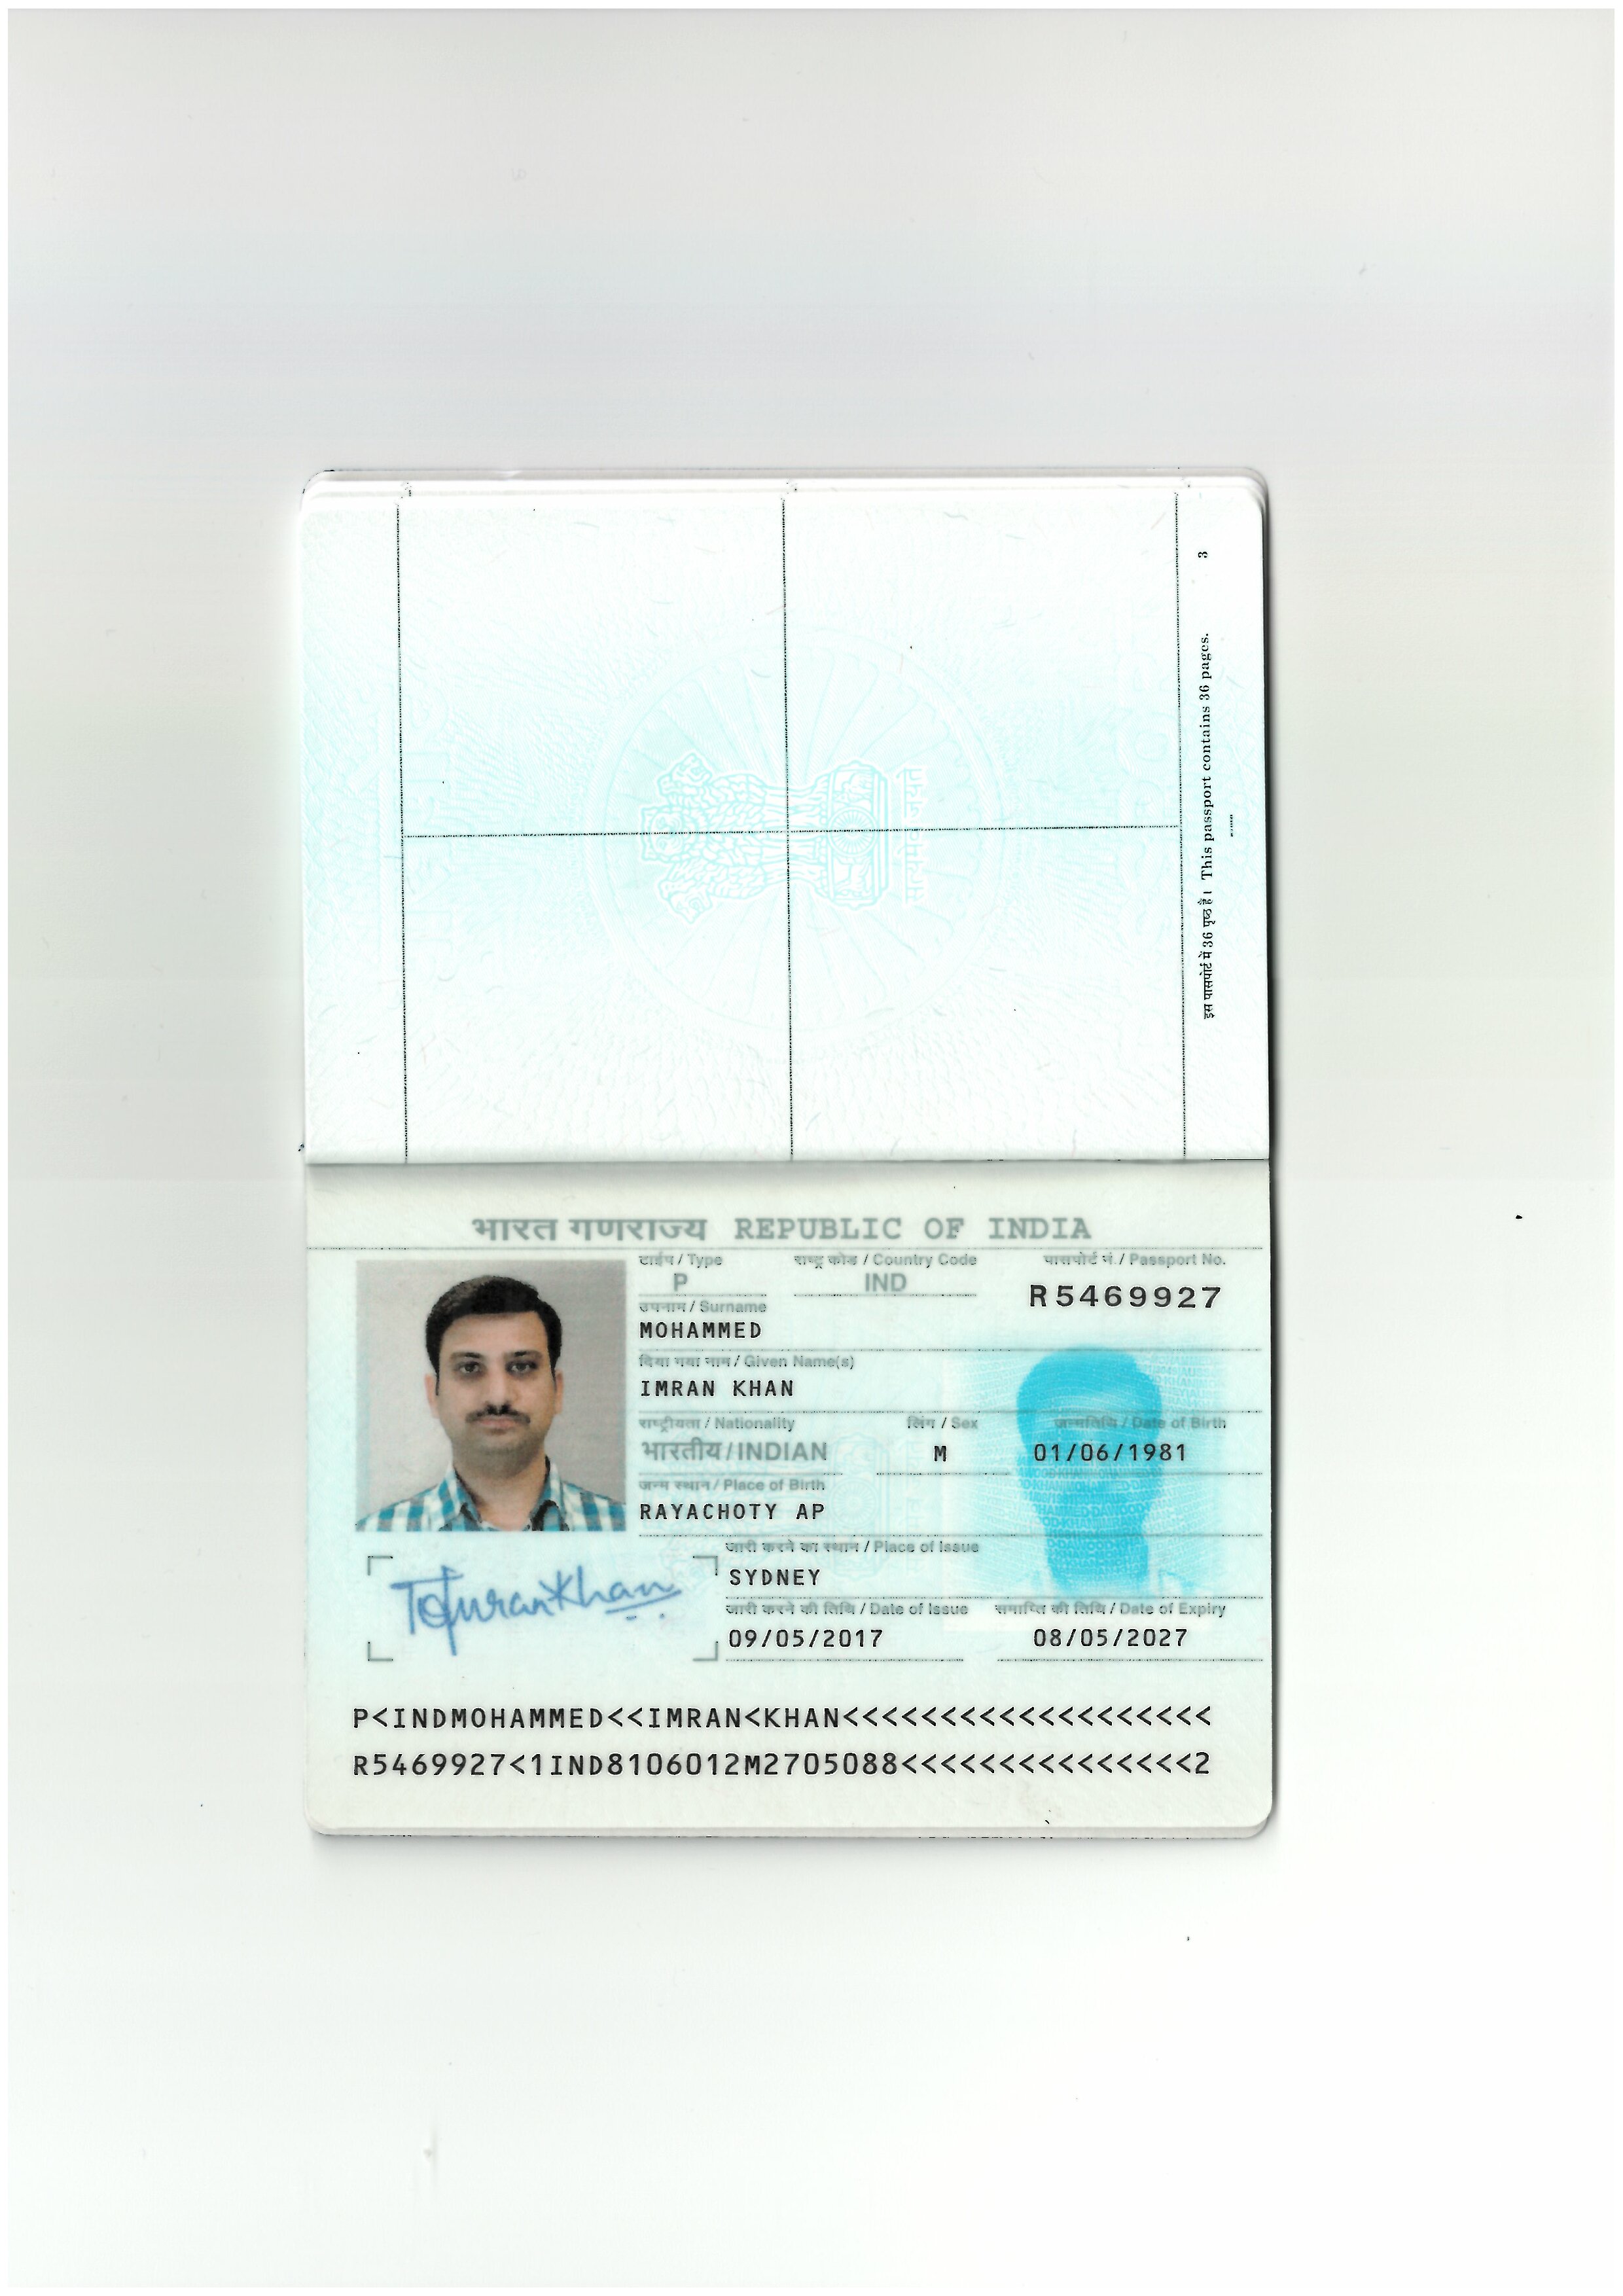 3
इस पासपोर्ट में 36 पृष्ठ हैं। This passport contains 36 pages.
भारत गणराज्य REPUBLIC OF INDIA
टाईप / Type राष्ट्र कोड / Country Code पासपोर्ट नं. / Passport No.
P IND R5469927
उपनाम / Surname
MOHAMMED
दिया गया नाम / Given Name(s)
IMRAN KHAN
राष्ट्रीयता / Nationality लिंग / Sex जन्मतिथि / Date of Birth
भारतीय / INDIAN M 01/06/1981
जन्म स्थान / Place of Birth
RAYACHOTY AP
जारी करने का स्थान / Place of Issue
SYDNEY
जारी करने की तिथि / Date of Issue समाप्ति की तिथि / Date of Expiry
09/05/2017 08/05/2027
P<INDMOHAMMED<<IMRAN<KHAN<<<<<<<<<<<<<<<<<<<
R5469927<1IND8106012M2705088<<<<<<<<<<<<<<<2